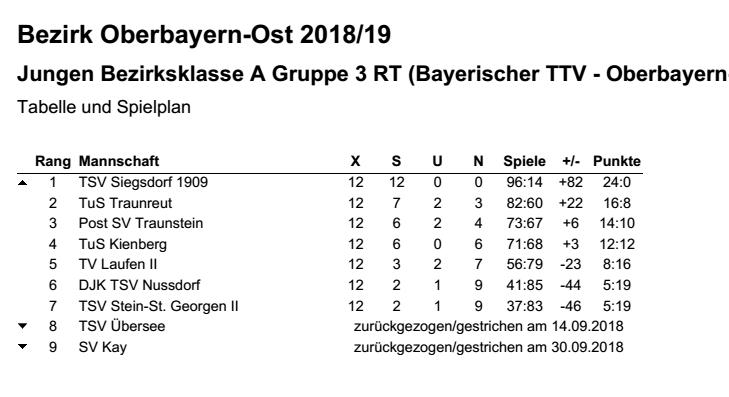 Bezirk Oberbayern-Ost 2018/19
Jungen Bezirksklasse A Gruppe 3 RT (Bayerischer TTV - Oberbayern
Tabelle und Spielplan
Rang Mannschaft X S U N Spiele +/- Punkte
1 TSV Siegsdorf 1909 12 12 0 0 96:14 +82 24:0
2 TuS Traunreut 12 7 2 3 82:60 +22 16:8
3 Post SV Traunstein 12 6 2 4 73:67 +6 14:10
4 TuS Kienberg 12 6 0 6 71:68 +3 12:12
5 TV Laufen II 12 3 2 7 56:79 -23 8:16
6 DJK TSV Nussdorf 12 2 1 9 41:85 -44 5:19
7 TSV Stein-St. Georgen II 12 2 1 9 37:83 -46 5:19
8 TSV Übersee zurückgezogen/gestrichen am 14.09.2018
9 SV Kay zurückgezogen/gestrichen am 30.09.2018